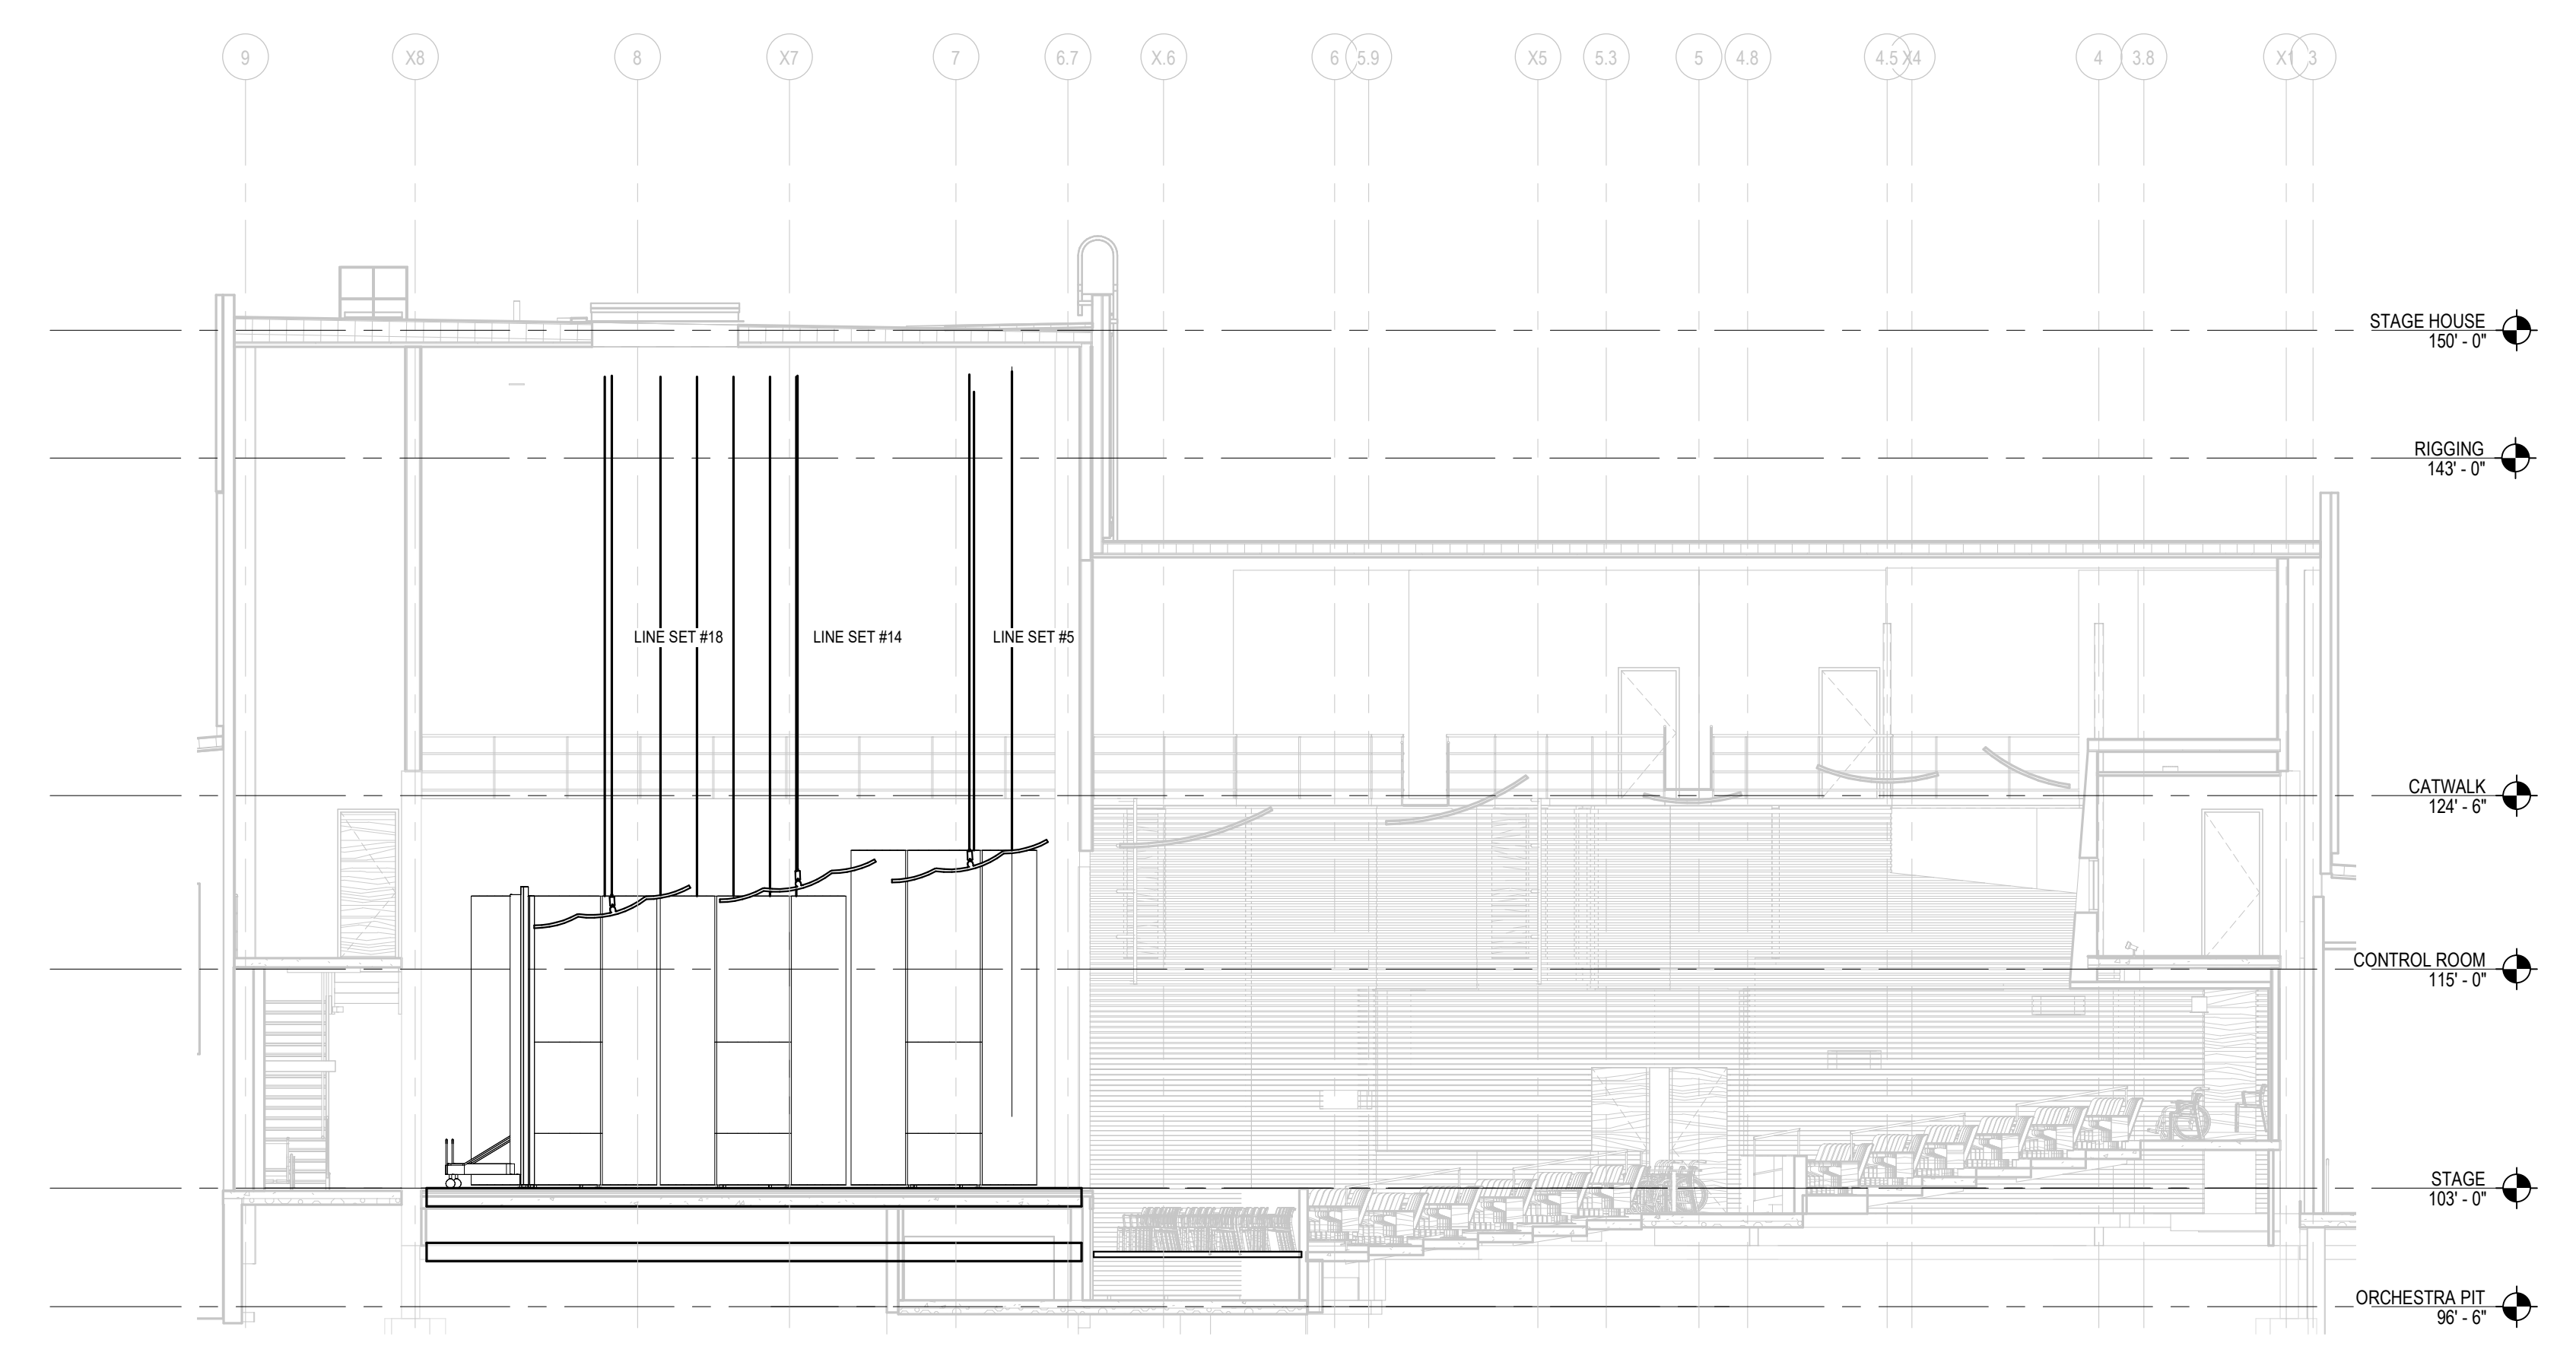 9 X8 8 X7 7 6.7 X.6 6 5.9 X5 5.3 5 4.8 4.5 X4 4 3.8 X1 3
STAGE HOUSE
150' - 0"
RIGGING
143' - 0"
LINE SET #18 LINE SET #14 LINE SET #5
CATWALK
124' - 6"
CONTROL ROOM
115' - 0"
STAGE
103' - 0"
ORCHESTRA PIT
96' - 6"